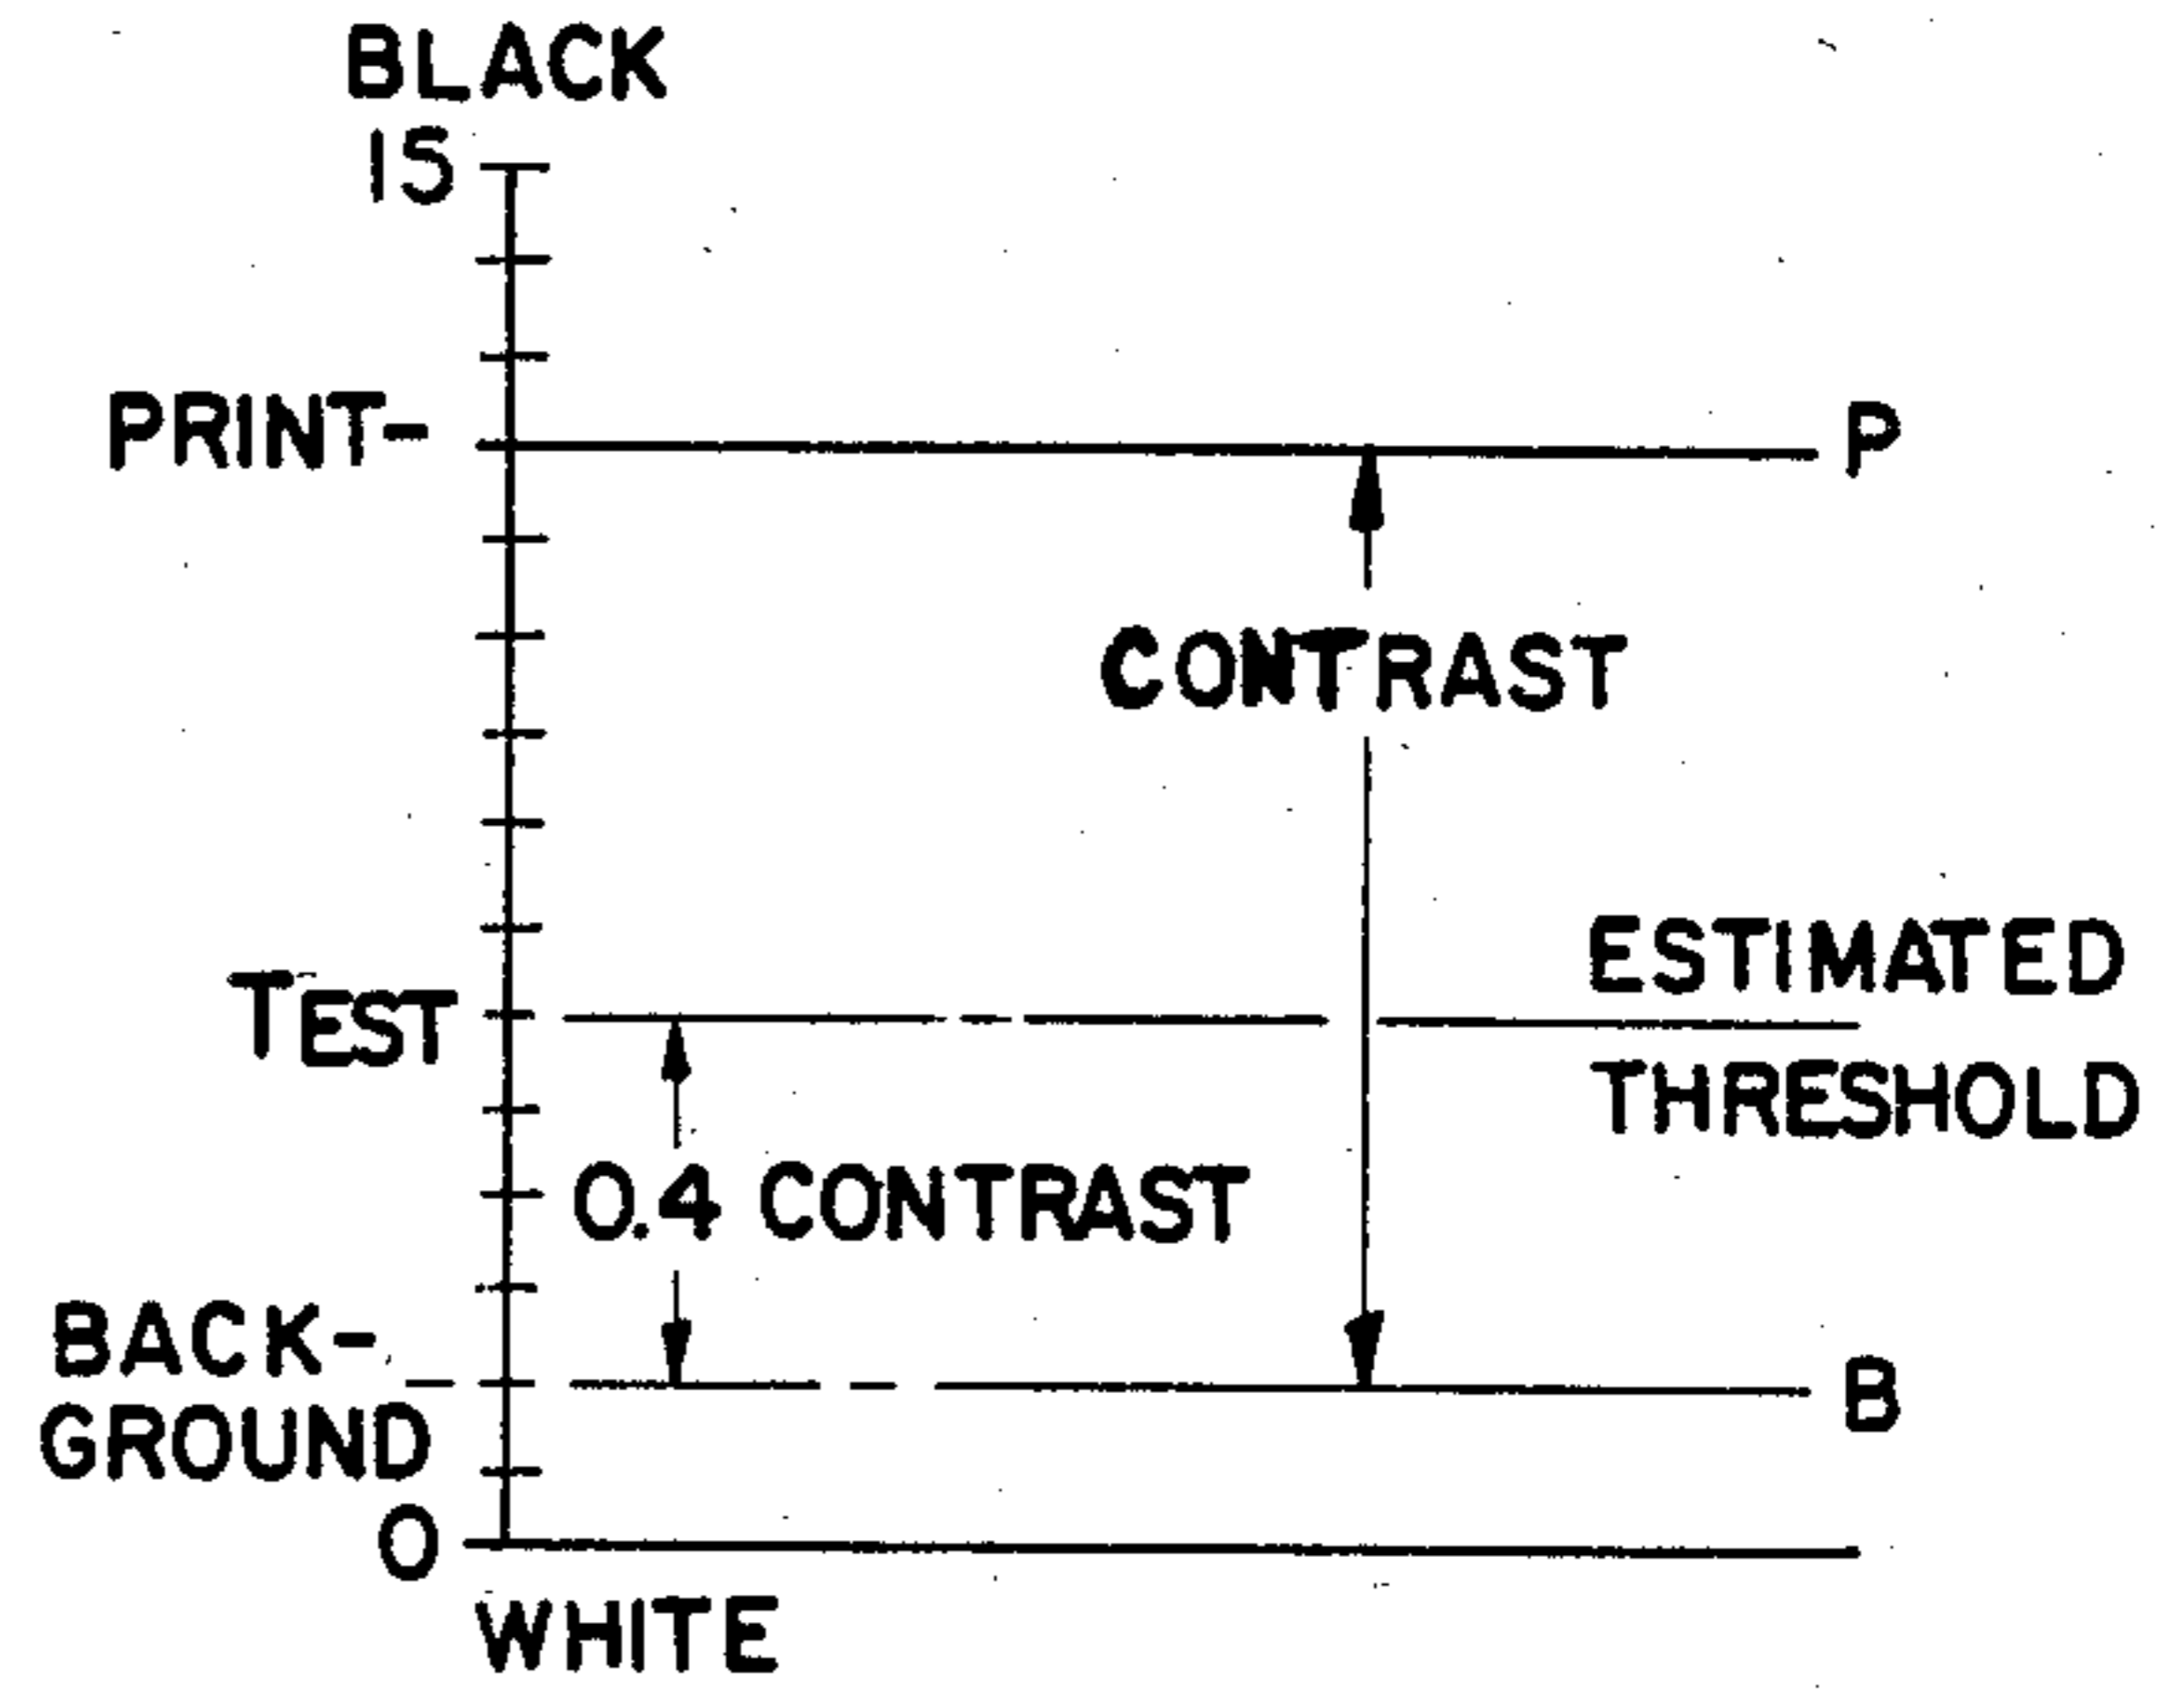 BLACK
15
PRINT-
P
CONTRAST
ESTIMATED
TEST
THRESHOLD
0.4 CONTRAST
BACK-
GROUND
B
0
WHITE